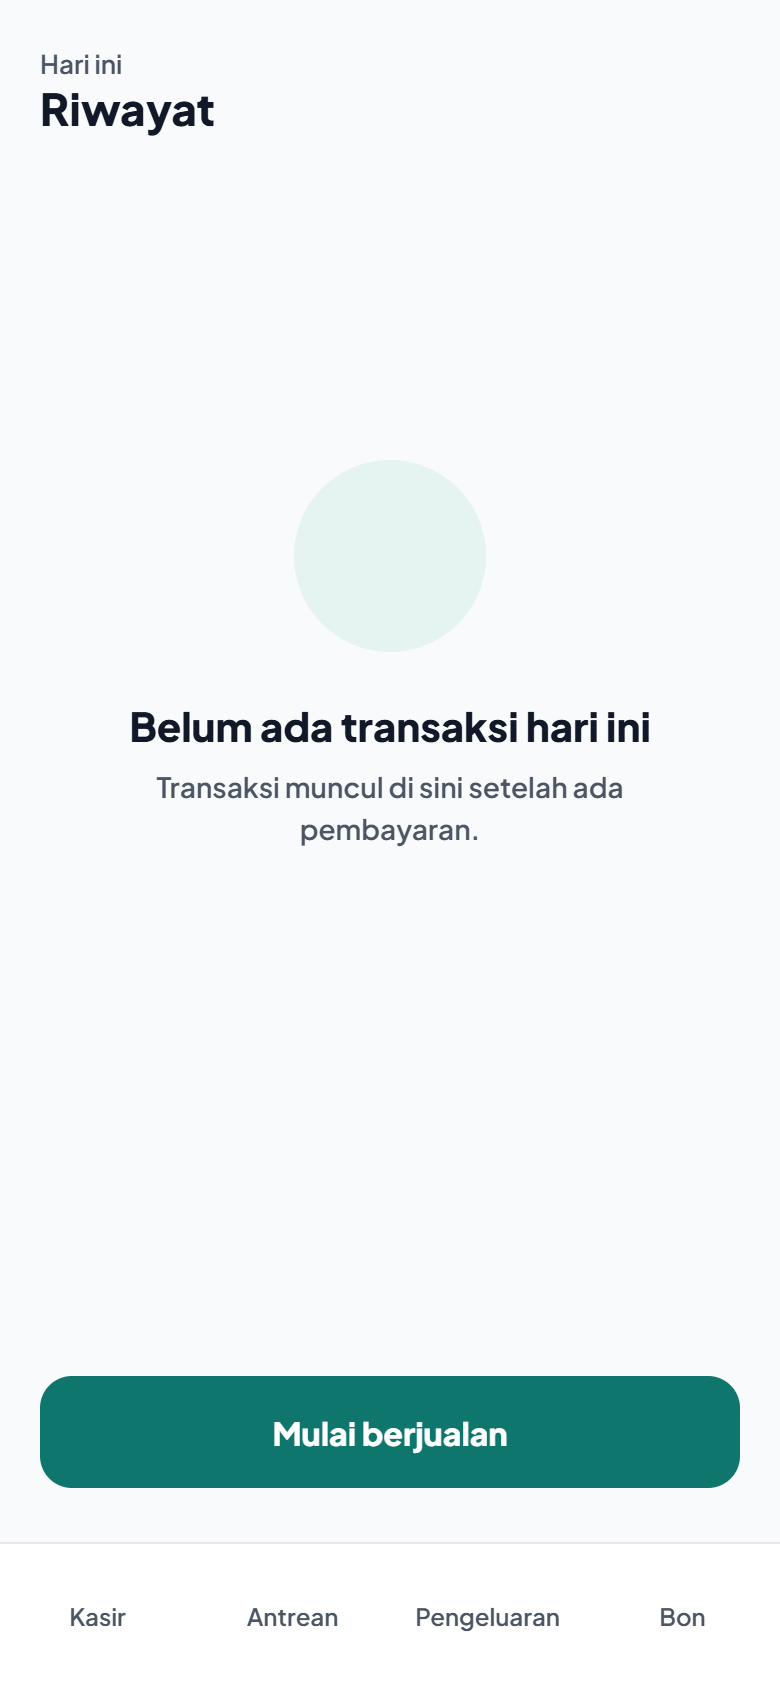 Hari ini
Riwayat
Belum ada transaksi hari ini
Transaksi muncul di sini setelah ada
pembayaran.
Mulai berjualan
Kasir
Antrean
Pengeluaran
Bon